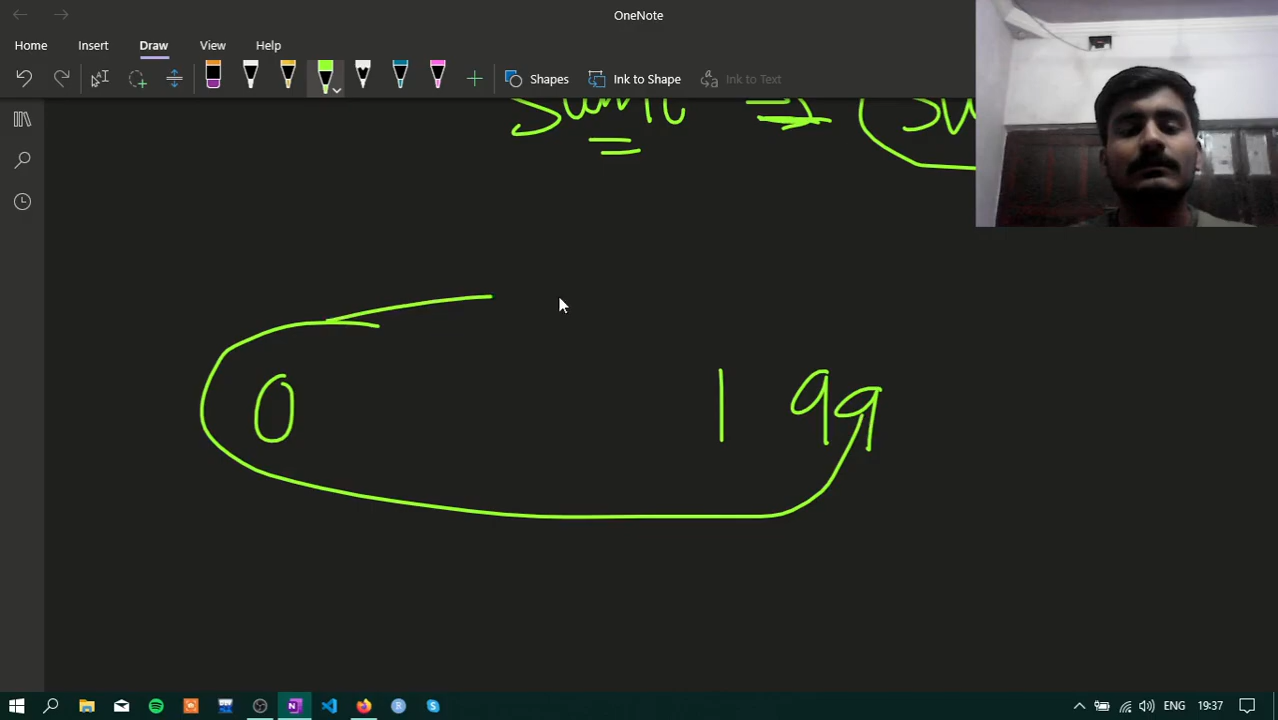 OneNote
Home Insert Draw View Help
Shapes Ink to Shape Ink to Text
0 1 99
ENG 19:37